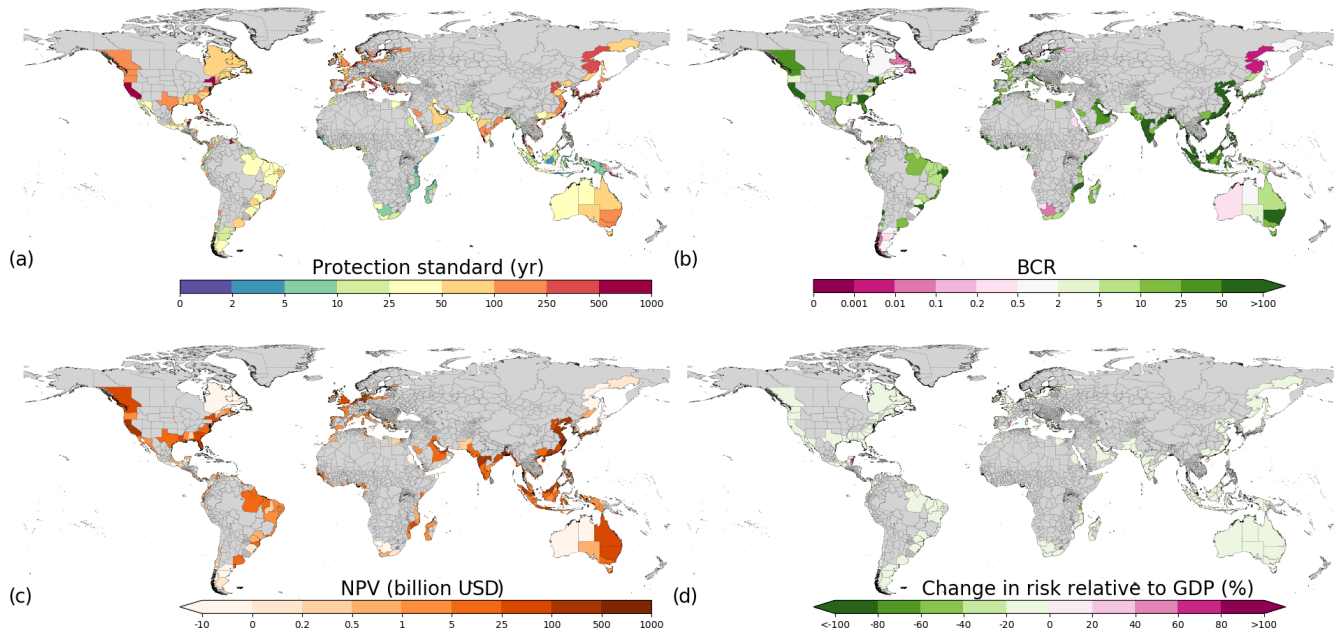 (a)
Protection standard (yr)
0 2 5 10 25 50 100 250 500 1000
(b)
BCR
0 0.001 0.01 0.1 0.2 0.5 2 5 10 25 50 >100
(c)
NPV (billion USD)
-10 0 0.2 0.5 1 5 25 100 500 1000
(d)
Change in risk relative to GDP (%)
<-100 -80 -60 -40 -20 0 20 40 60 80 >100